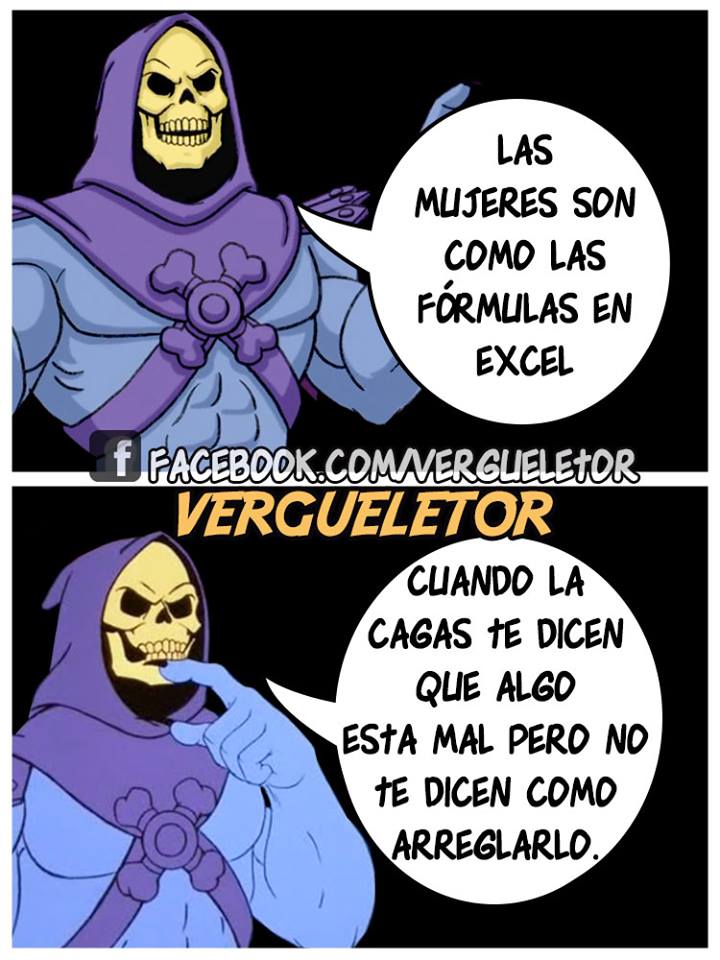 LAS
MUJERES SON
COMO LAS
FÓRMULAS EN
EXCEL
f FACEBOOK.COM/VERGUELETOR
VERGUELETOR
CUANDO LA
CAGAS TE DICEN
QUE ALGO
ESTA MAL PERO NO
TE DICEN COMO
ARREGLARLO.